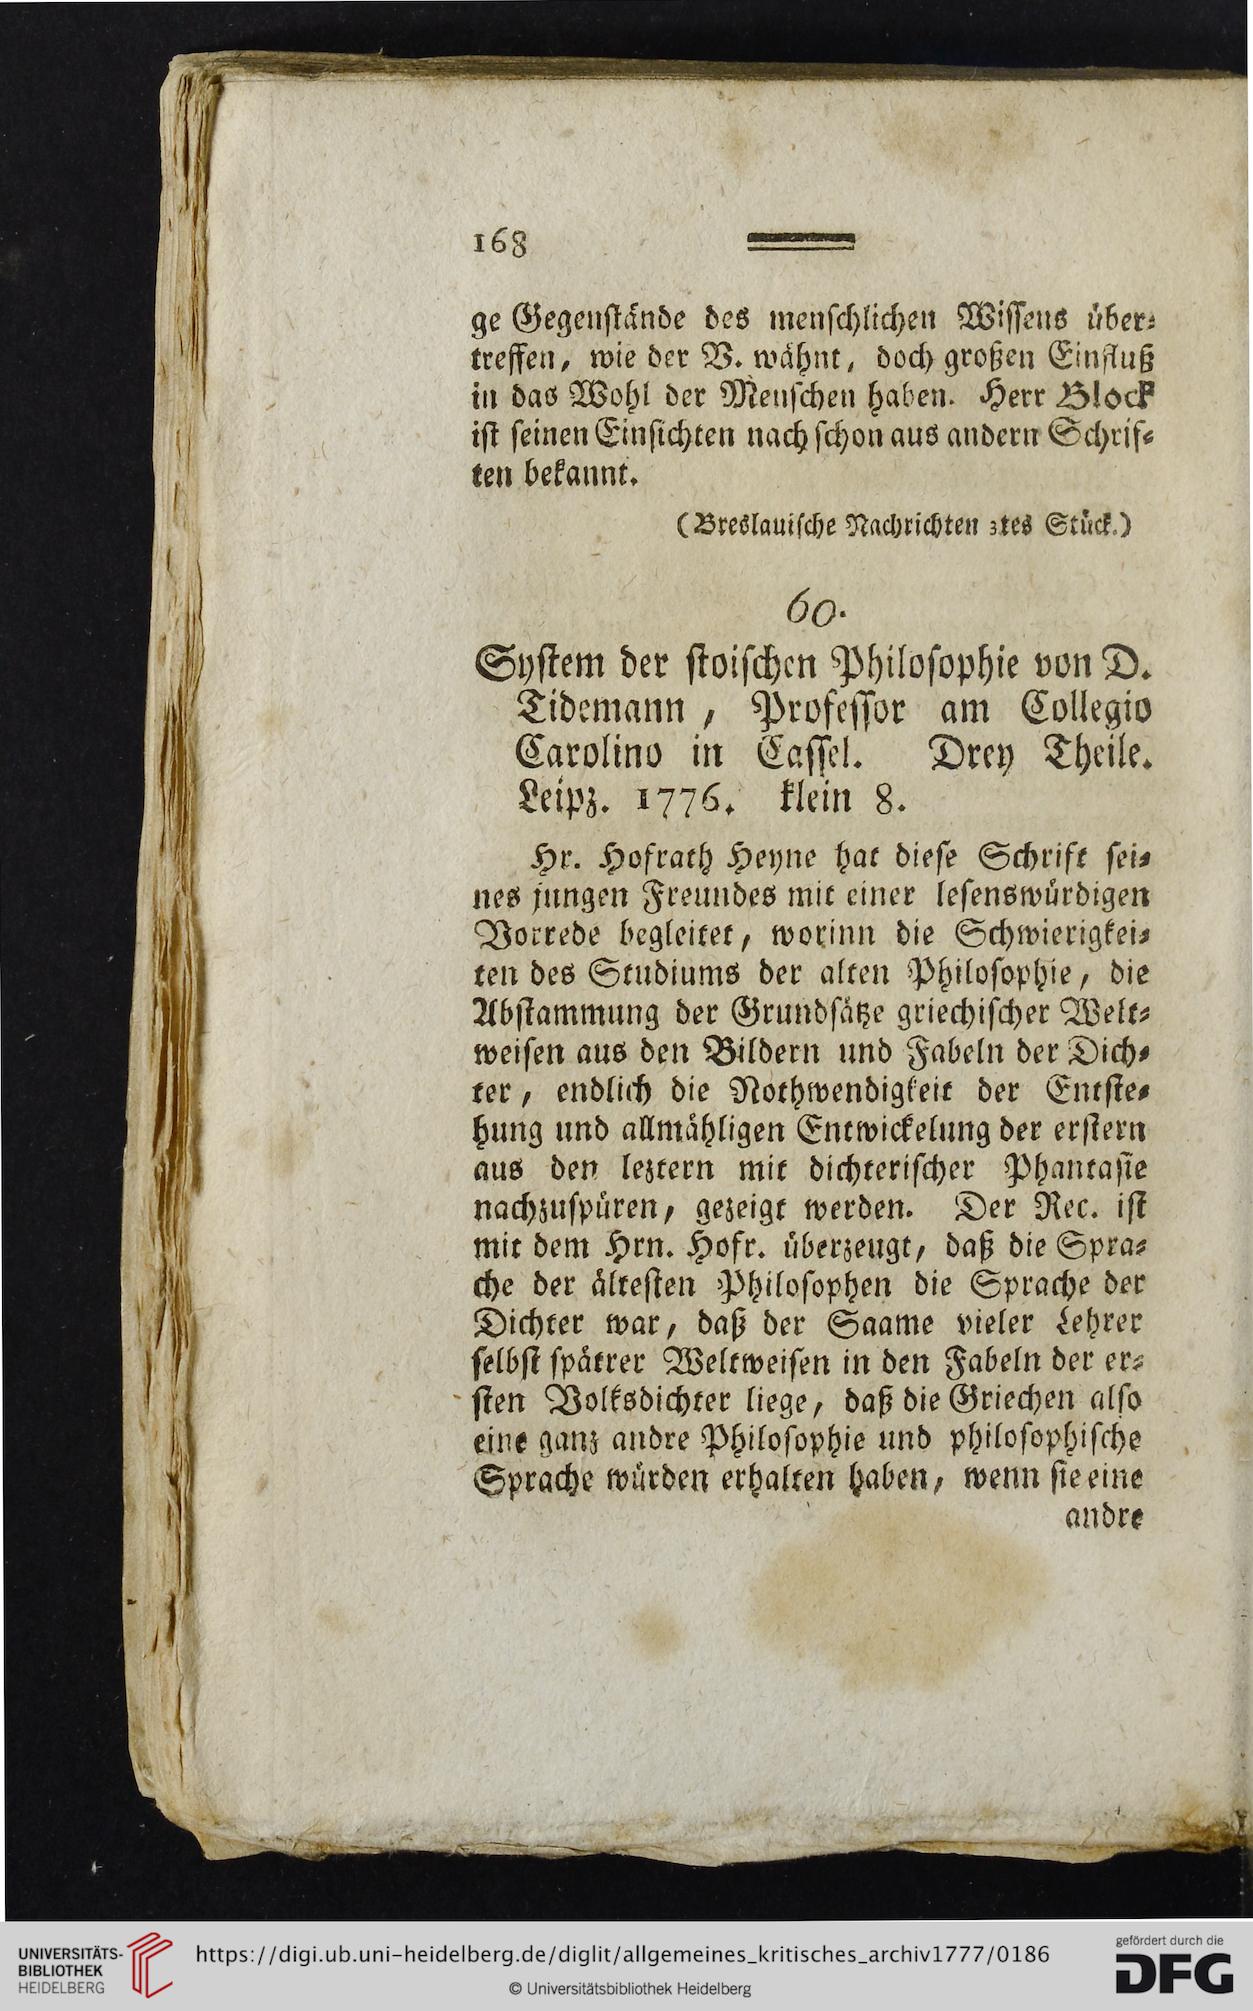 168
ge Gegenstände des menschlichen Wissens über-
treffen, wie der V. wähnt, doch großen Einfluß
in das Wohl der Menschen haben. Herr Block
ist seinen Einsichten nach schon aus andern Schrif-
ten bekannt.
(Breslauische Nachrichten 3tes Stück.)
60.
System der stoischen Philosophie von D.
Tidemann, Professor am Collegio
Carolino in Cassel. Drey Theile.
Leipz. 1776. klein 8.
Hr. Hofrath Heyne hat diese Schrift sei-
nes jungen Freundes mit einer lesenswürdigen
Vorrede begleitet, worinn die Schwierigkei-
ten des Studiums der alten Philosophie, die
Abstammung der Grundsätze griechischer Welt-
weisen aus den Bildern und Fabeln der Dich-
ter, endlich die Nothwendigkeit der Entste-
hung und allmähligen Entwickelung der erstern
aus den leztern mit dichterischer Phantasie
nachzuspüren, gezeigt werden. Der Rec. ist
mit dem Hrn. Hofr. überzeugt, daß die Spra-
che der ältesten Philosophen die Sprache der
Dichter war, daß der Saame vieler Lehrer
selbst spätrer Weltweisen in den Fabeln der er-
sten Volksdichter liege, daß die Griechen also
eine ganz andre Philosophie und philosophische
Sprache würden erhalten haben, wenn sie eine
andre
UNIVERSITÄTS-
BIBLIOTHEK
HEIDELBERG
https://digi.ub.uni-heidelberg.de/diglit/allgemeines_kritisches_archiv1777/0186
© Universitätsbibliothek Heidelberg
gefördert durch die
DFG